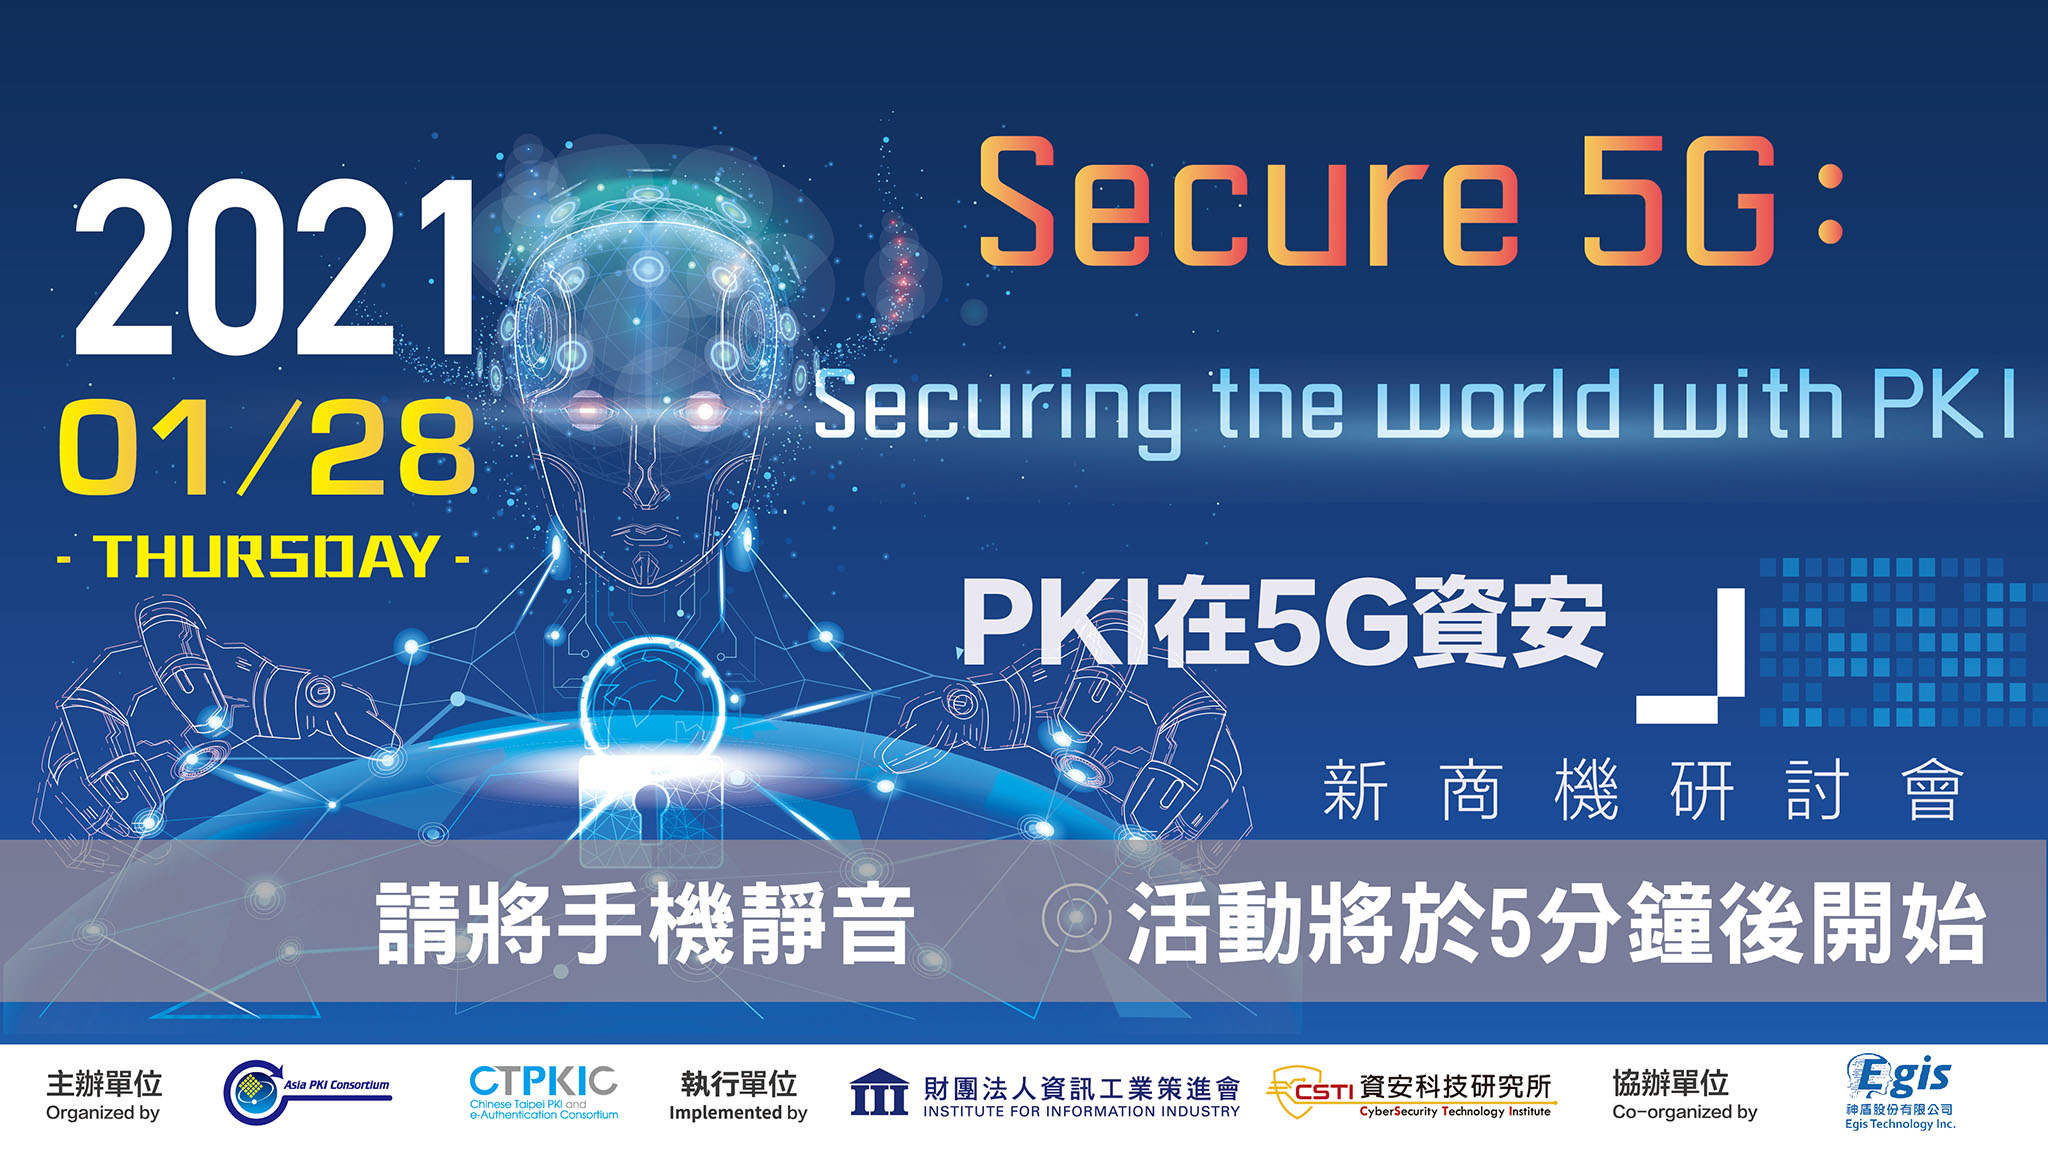 2021
01/28
- THURSDAY -
Secure 5G:
Securing the world with PKI
PKI在5G資安
新商機研討會
請將手機靜音
活動將於5分鐘後開始
主辦單位
Organized by
Asia PKI Consortium
CTPKIC
Chinese Taipei PKI and
e-Authentication Consortium
執行單位
Implemented by
財團法人資訊工業策進會
INSTITUTE FOR INFORMATION INDUSTRY
CSTI 資安科技研究所
CyberSecurity Technology Institute
協辦單位
Co-organized by
Egis
神盾股份有限公司
Egis Technology Inc.